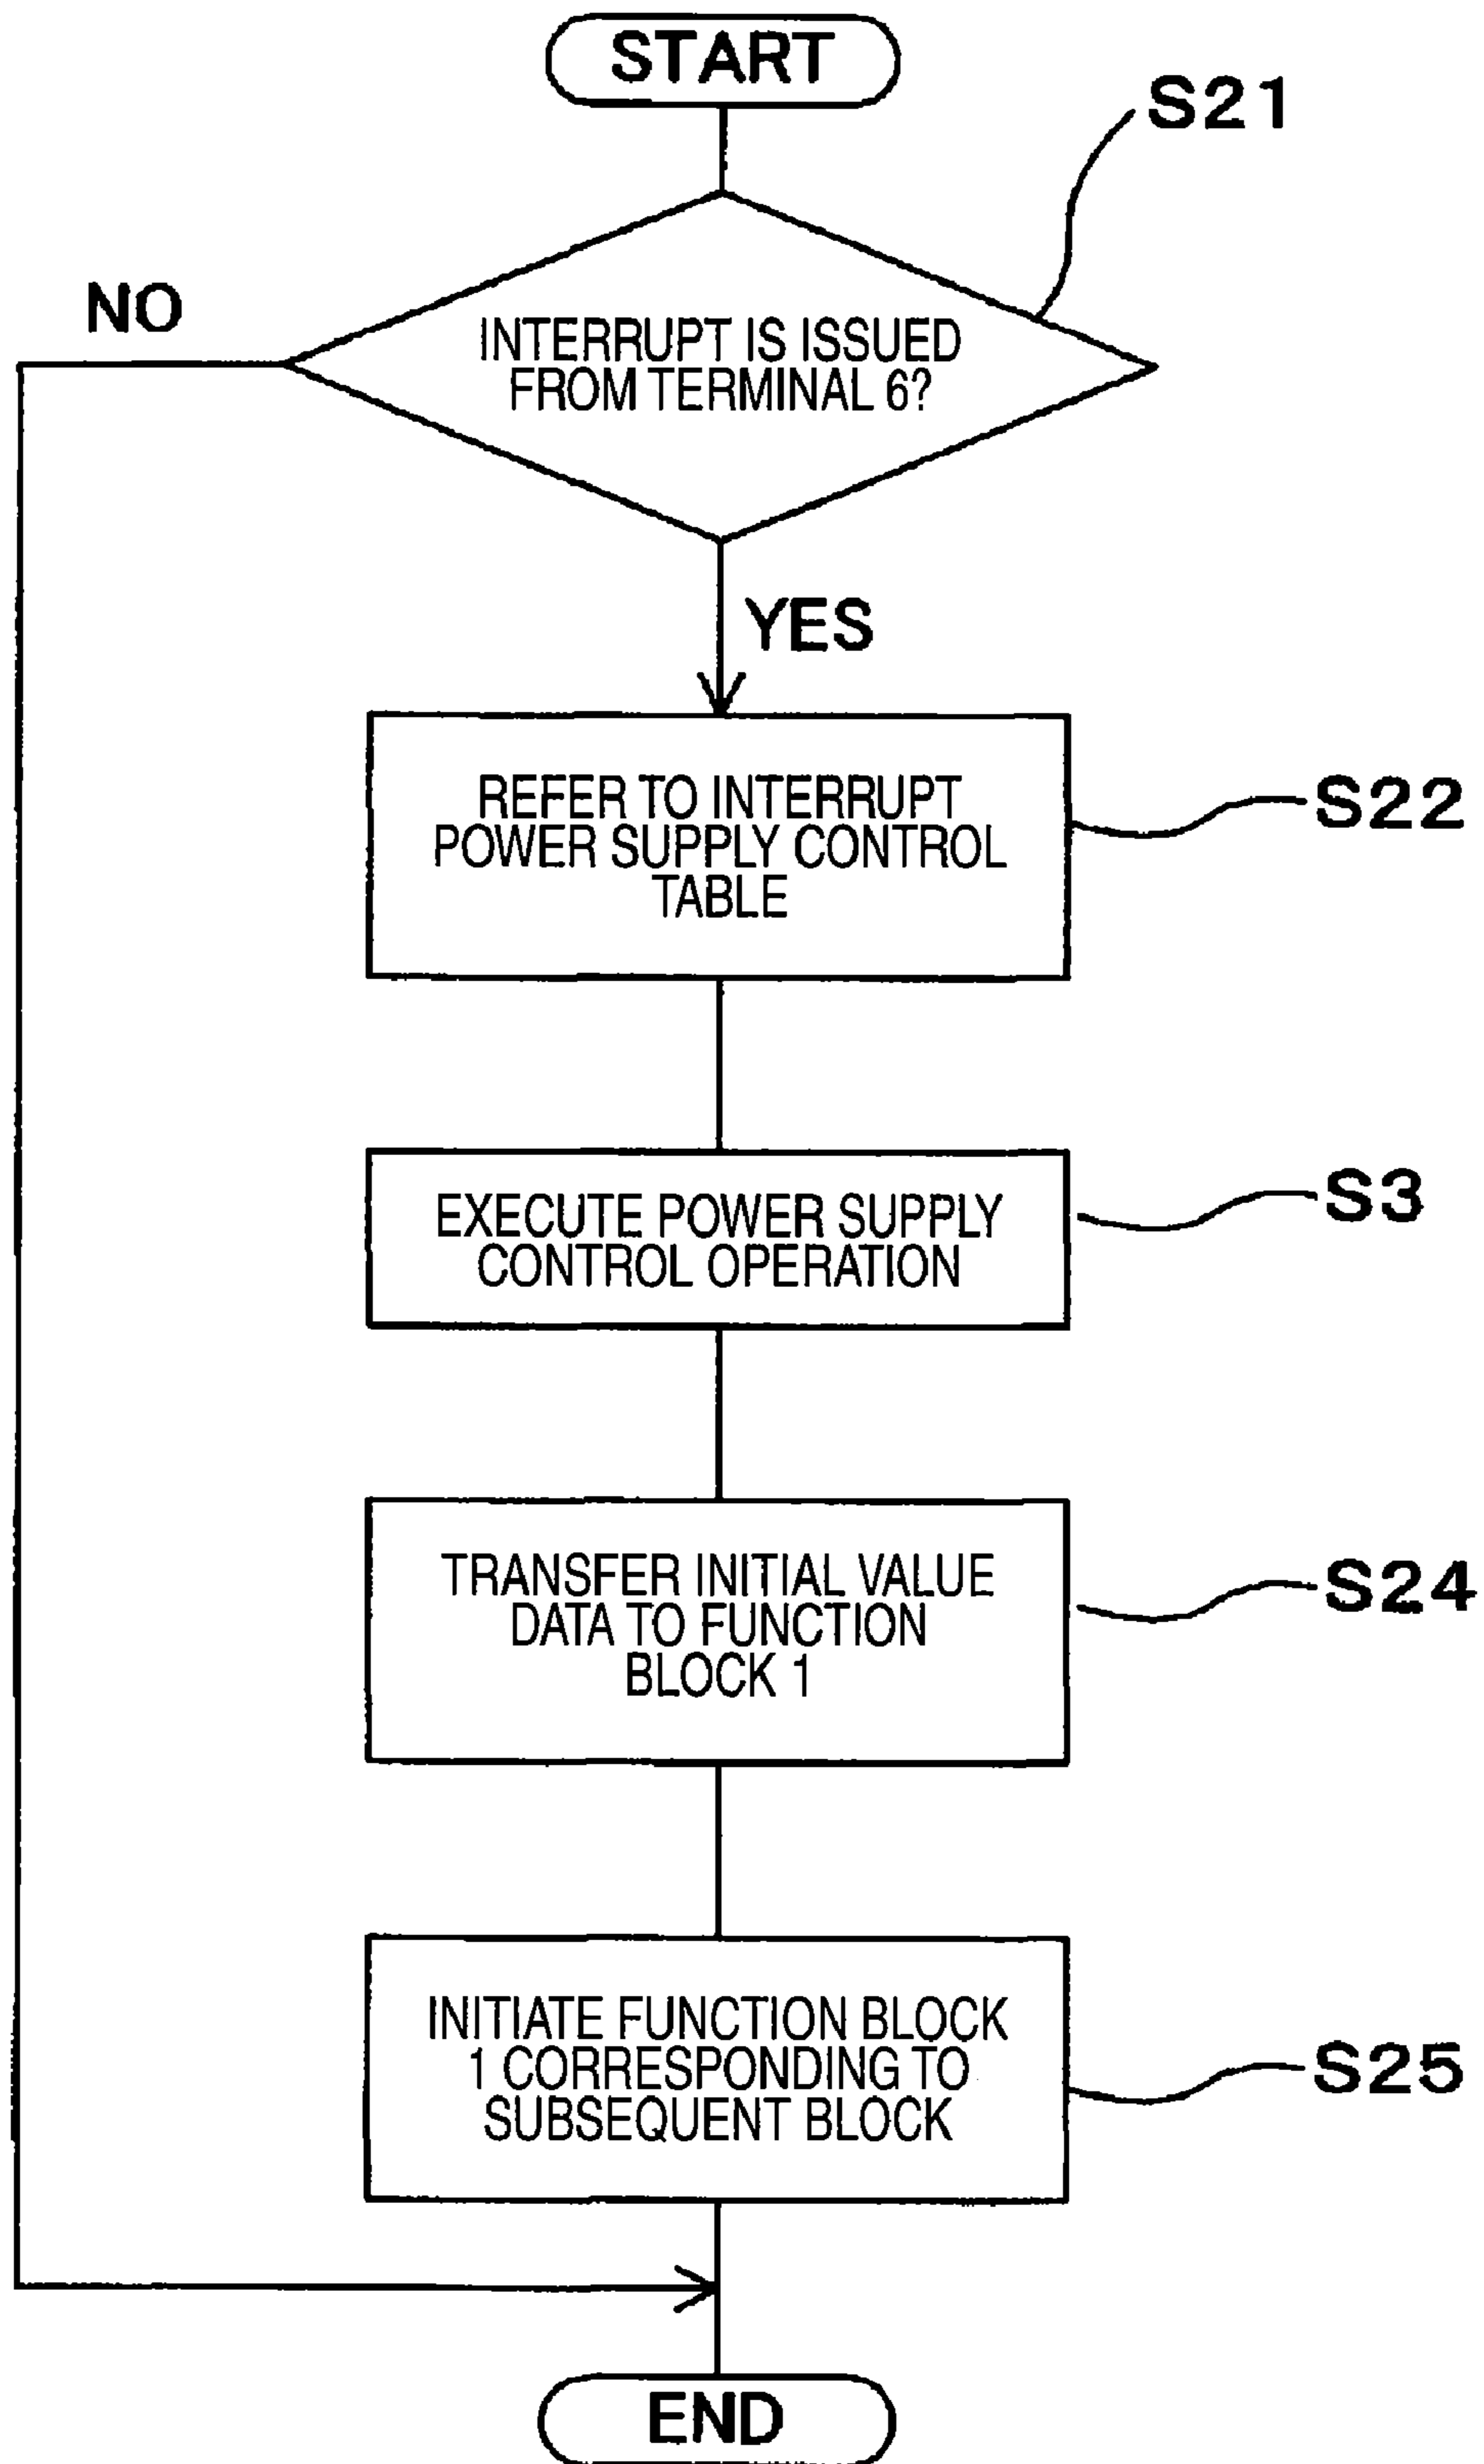 START
S21
NO
INTERRUPT IS ISSUED
FROM TERMINAL 6?
YES
REFER TO INTERRUPT
POWER SUPPLY CONTROL
TABLE
S22
EXECUTE POWER SUPPLY
CONTROL OPERATION
S3
TRANSFER INITIAL VALUE
DATA TO FUNCTION
BLOCK 1
S24
INITIATE FUNCTION BLOCK
1 CORRESPONDING TO
SUBSEQUENT BLOCK
S25
END